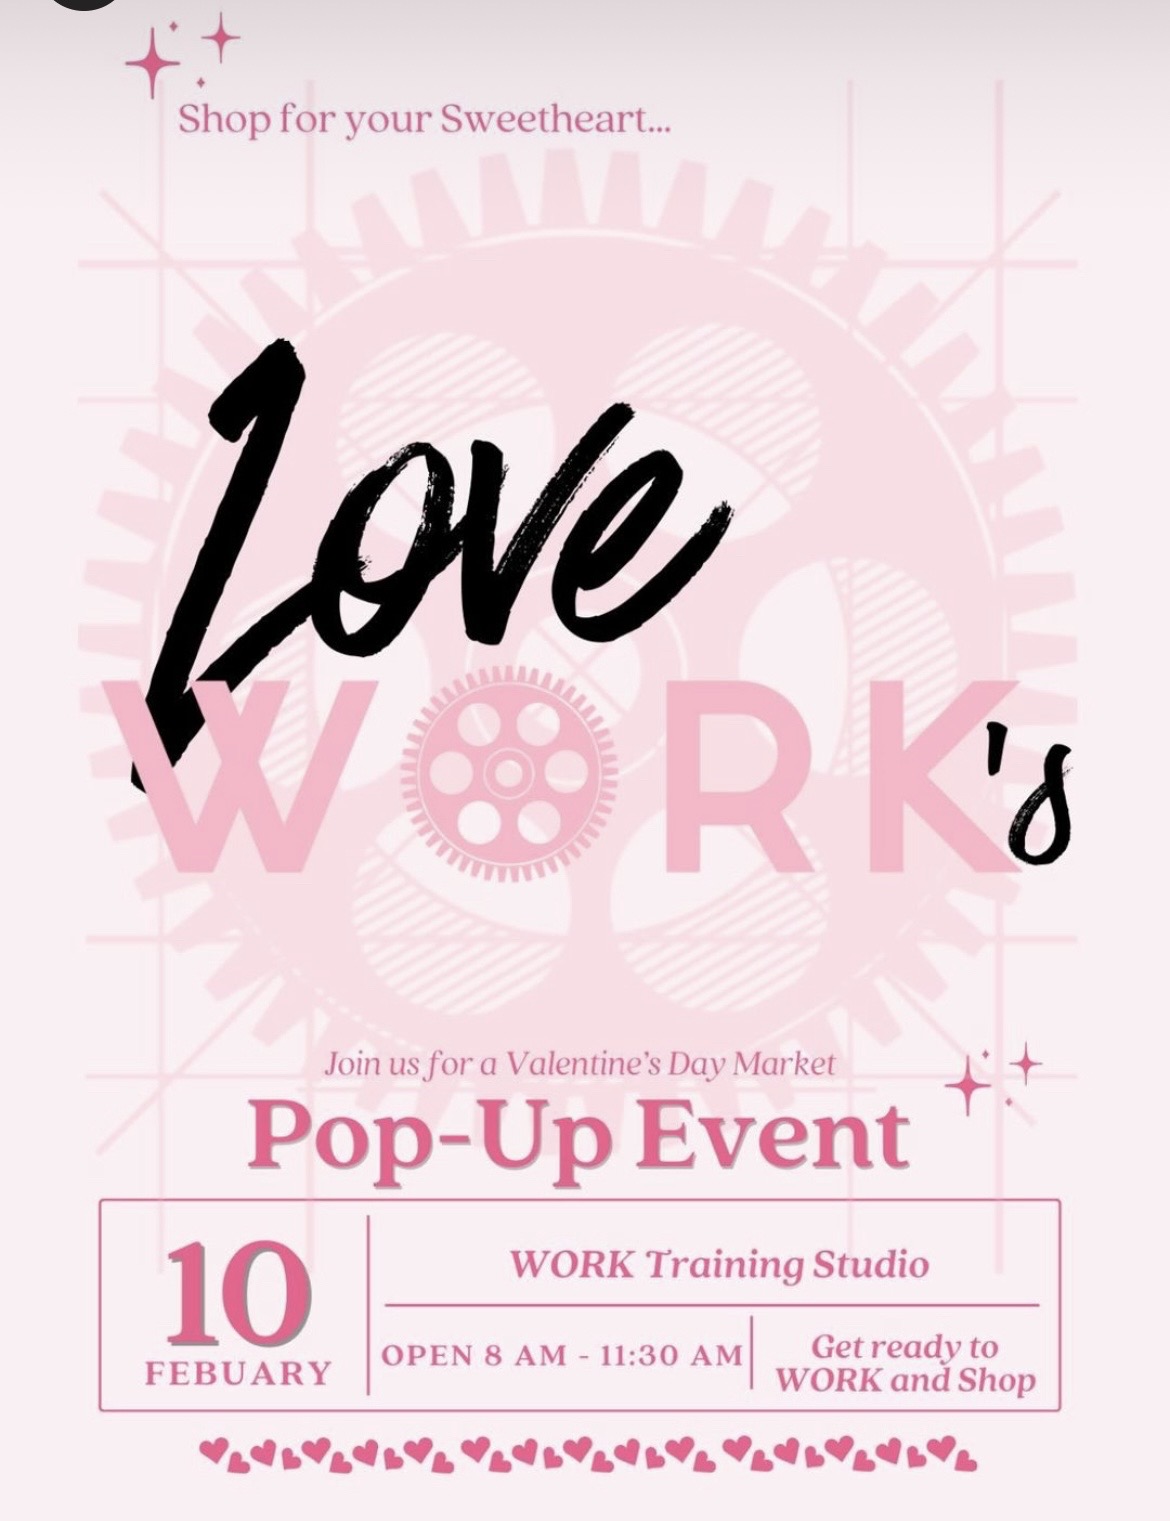 Shop for your Sweetheart...
Love
WORK's
Join us for a Valentine's Day Market
Pop-Up Event
10
FEBUARY
WORK Training Studio
OPEN 8 AM - 11:30 AM
Get ready to
WORK and Shop